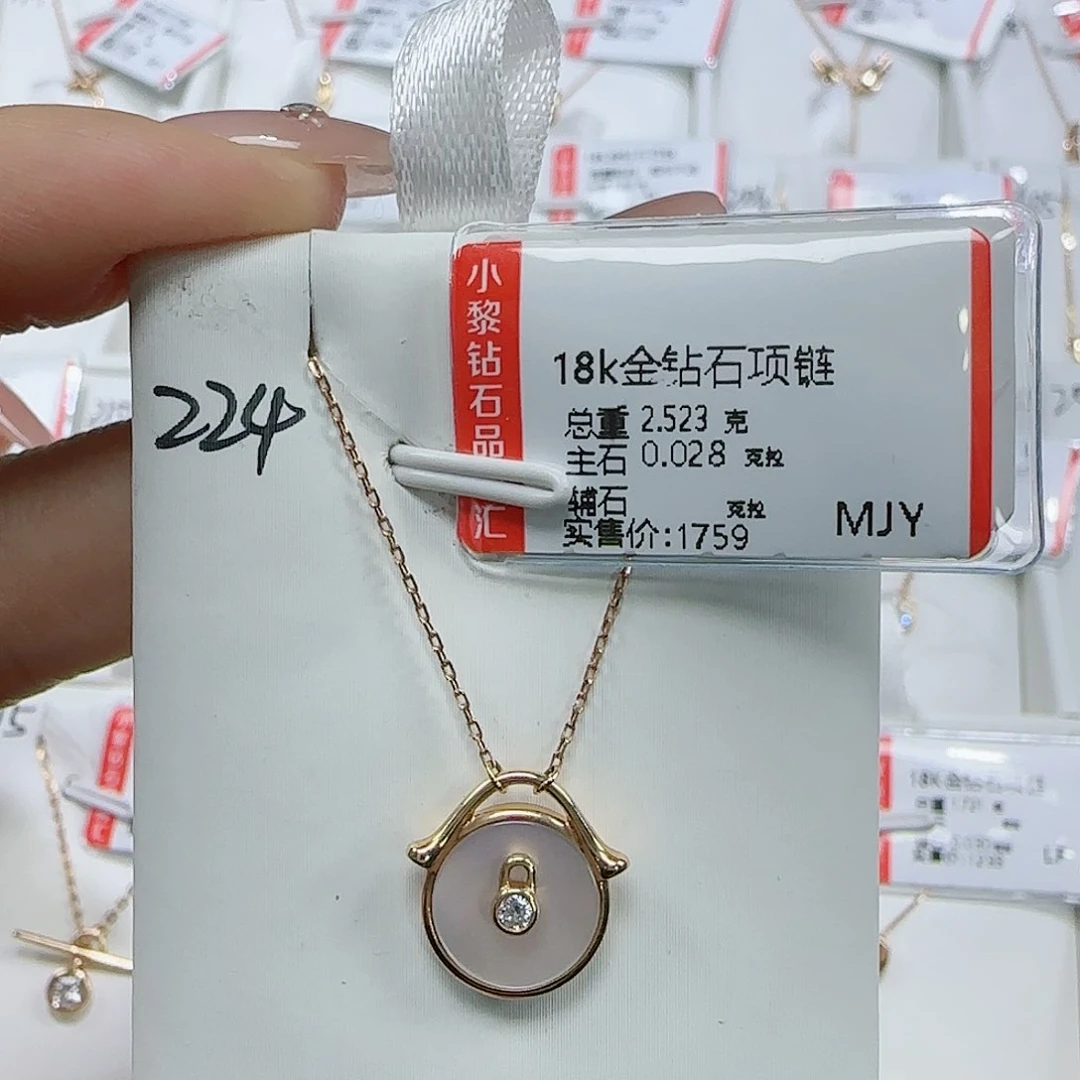 小黎钻石品汇
18k金钻石项链
总重 2.523 克
主石 0.028 克拉
辅石 克拉
实售价:1759
MJY
224